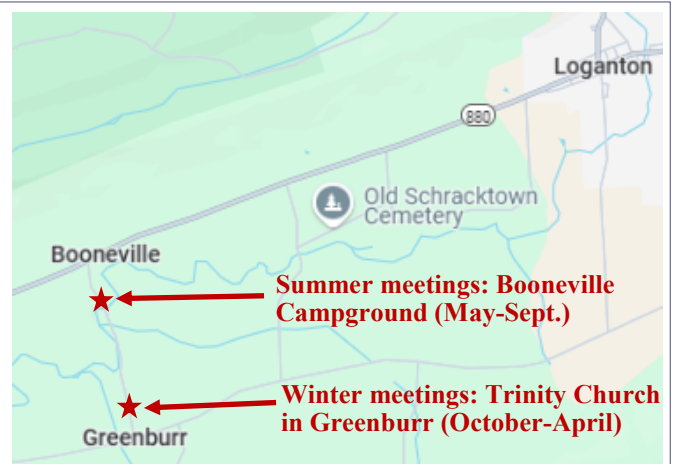 Loganton
880
Old Schracktown
Cemetery
Booneville
Summer meetings: Booneville
Campground (May-Sept.)
Winter meetings: Trinity Church
in Greenburr (October-April)
Greenburr